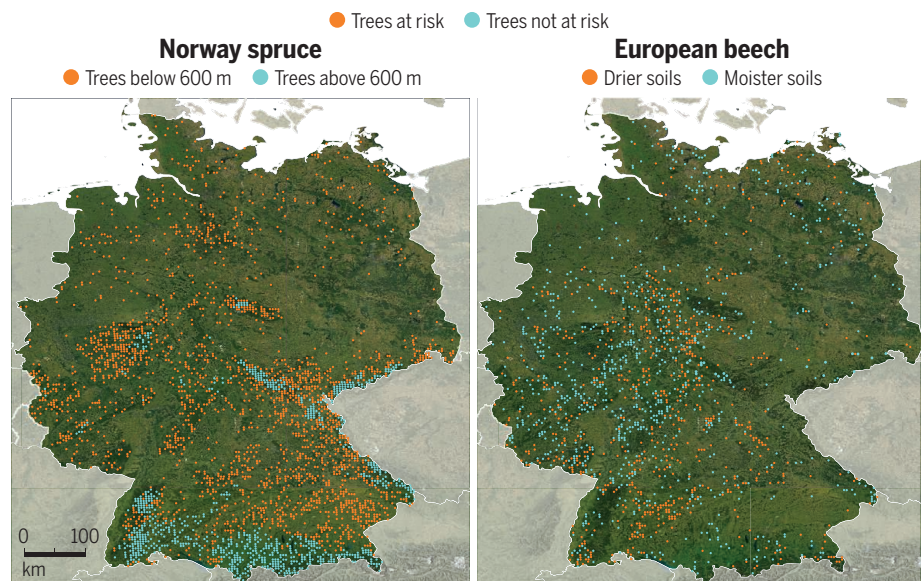 Trees at risk Trees not at risk
Norway spruce
Trees below 600 m Trees above 600 m
European beech
Drier soils Moister soils
0 100
km